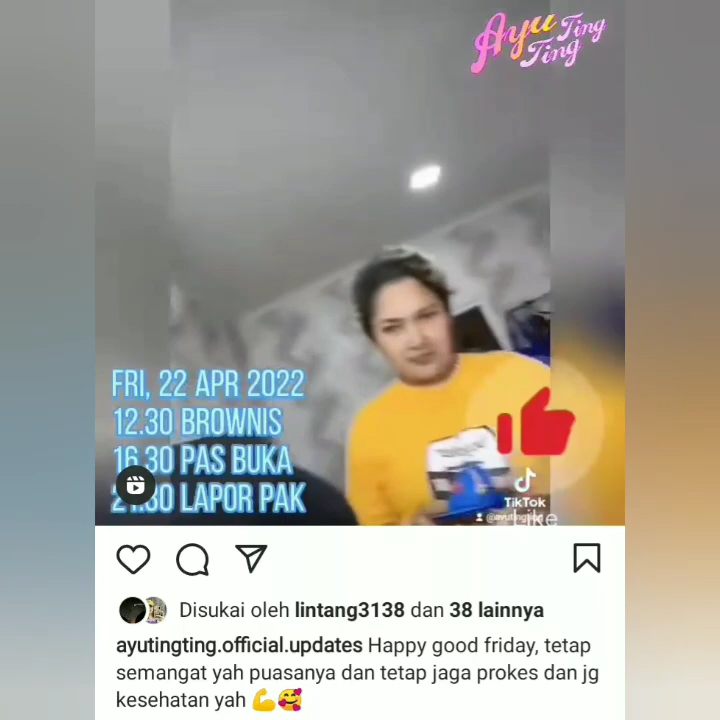 Ayu Ting
Ting
FRI, 22 APR 2022
12.30 BROWNIS
16.30 PAS BUKA
LAPOR PAK
TikTok
Like
Disukai oleh lintang3138 dan 38 lainnya
ayutingting.official.updates Happy good friday, tetap
semangat yah puasanya dan tetap jaga prokes dan jg
kesehatan yah 💪🥰